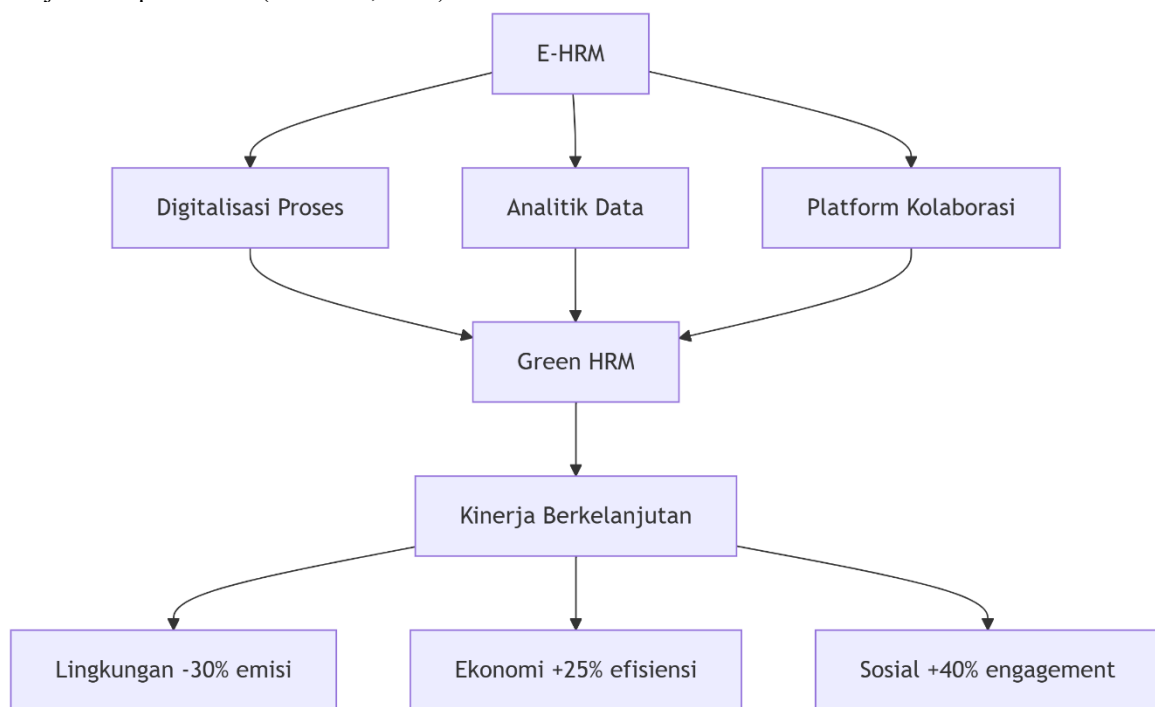 E-HRM
Digitalisasi Proses
Analitik Data
Platform Kolaborasi
Green HRM
Kinerja Berkelanjutan
Lingkungan -30% emisi
Ekonomi +25% efisiensi
Sosial +40% engagement